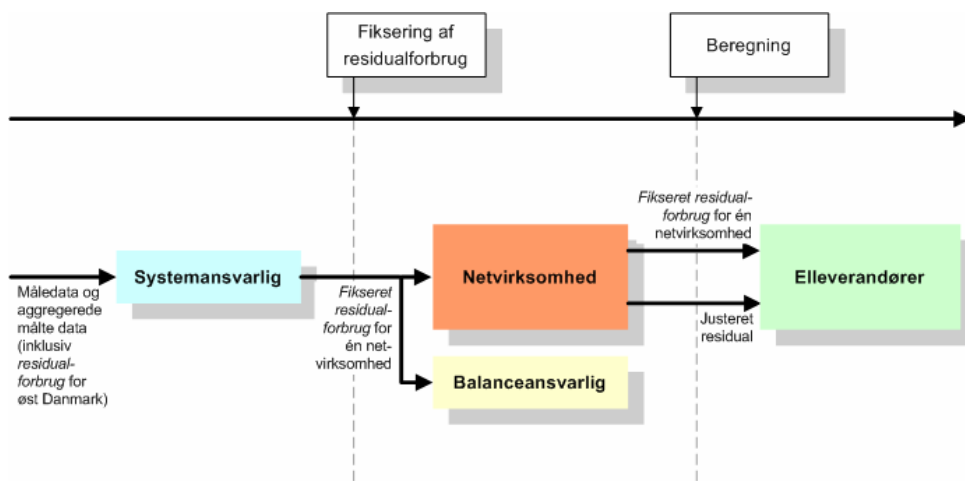 Fiksering af
residualforbrug
Beregning
Fikseret residual-
forbrug for én
netvirksomhed
Systemansvarlig
Netvirksomhed
Elleverandører
Måledata og
aggregerede
målte data
(inklusiv
residual-
forbrug for
øst Danmark)
Fikseret
residual-
forbrug for
én net-
virksomhed
Justeret
residual
Balanceansvarlig